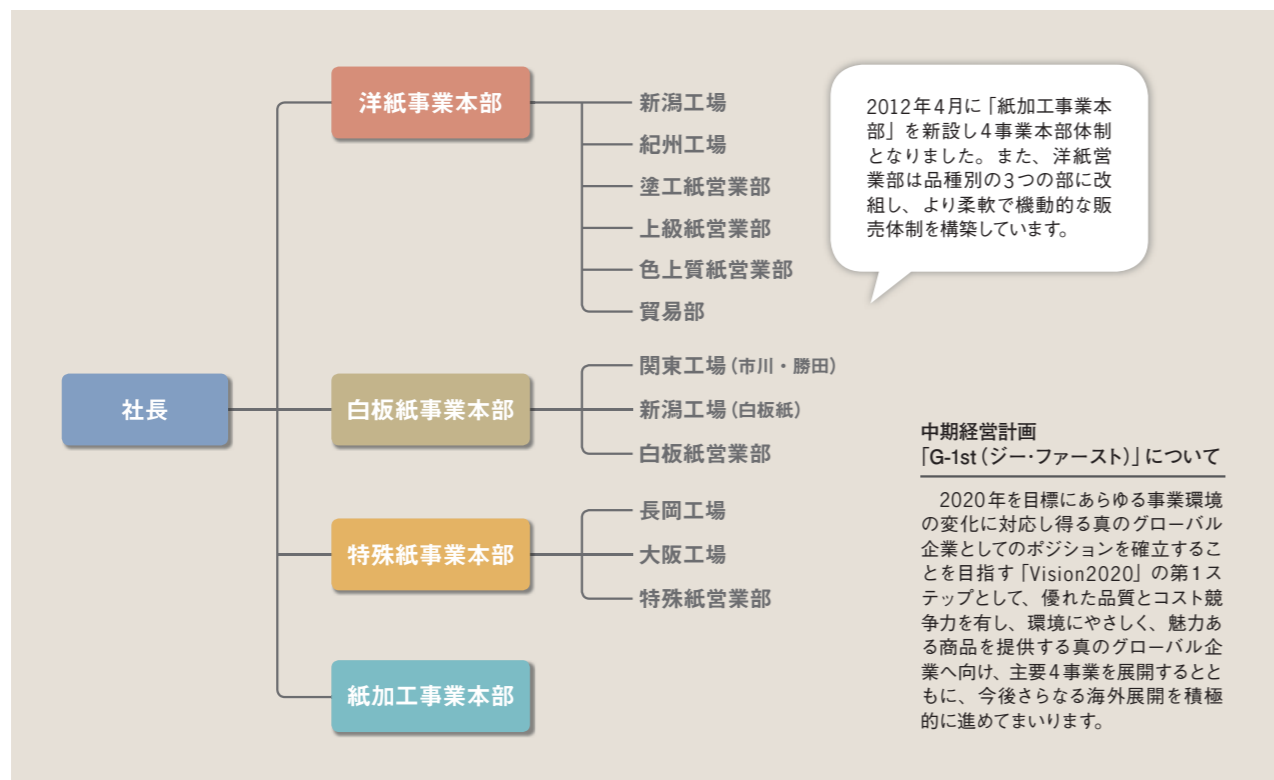 社長
洋紙事業本部
新潟工場
紀州工場
塗工紙営業部
上級紙営業部
色上質紙営業部
貿易部
白板紙事業本部
関東工場(市川・勝田)
新潟工場(白板紙)
白板紙営業部
特殊紙事業本部
長岡工場
大阪工場
特殊紙営業部
紙加工事業本部
2012年4月に「紙加工事業本
部」を新設し4事業本部体制
となりました。また、洋紙営
業部は品種別の3つの部に改
組し、より柔軟で機動的な販
売体制を構築しています。
中期経営計画
「G-1st(ジー・ファースト)」について
2020年を目標にあらゆる事業環境
の変化に対応し得る真のグローバル
企業としてのポジションを確立するこ
とを目指す「Vision2020」の第1ス
テップとして、優れた品質とコスト競
争力を有し、環境にやさしく、魅力あ
る商品を提供する真のグローバル企
業へ向け、主要4事業を展開するとと
もに、今後さらなる海外展開を積極
的に進めてまいります。